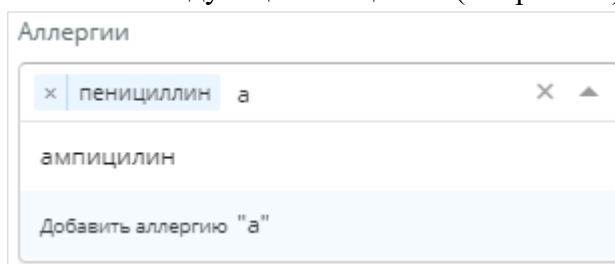 Аллергии
× пенициллин а
ампицилин
Добавить аллергию "а"